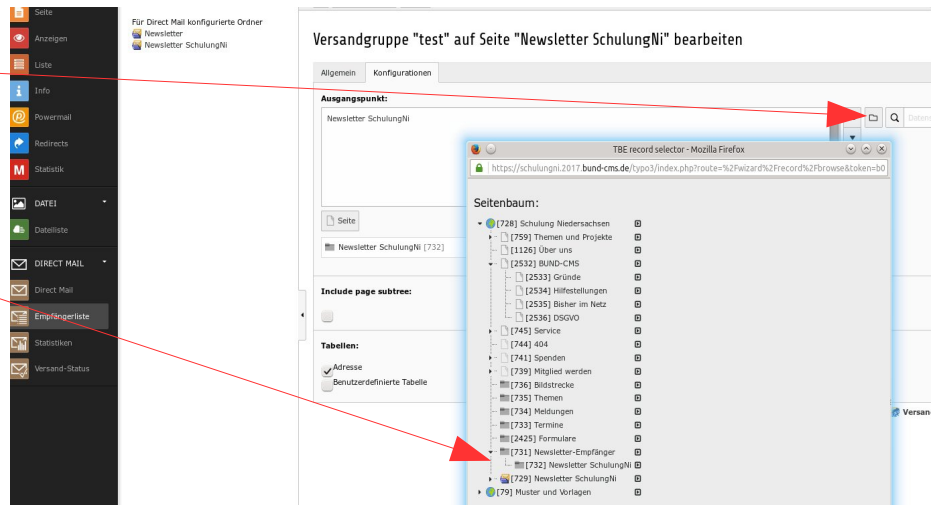 Seite
Anzeigen
Liste
Info
Powermail
Redirects
M Statistik
DATEI
Dateiliste
DIRECT MAIL
Direct Mail
Empfängerliste
Statistiken
Versand-Status
Für Direct Mail konfigurierte Ordner
Newsletter
Newsletter SchulungNi
Versandgruppe "test" auf Seite "Newsletter SchulungNi" bearbeiten
Allgemein Konfigurationen
Ausgangspunkt:
Newsletter SchulungNi
Seite
Newsletter SchulungNi [732]
Include page subtree:
Tabellen:
Adresse
Benutzerdefinierte Tabelle
TBE record selector - Mozilla Firefox
https://schulungni.2017.bund-cms.de/typo3/index.php?route=%2Fwizard%2Frecord%2Fbrowse&token=b0
Seitenbaum:
[728] Schulung Niedersachsen
[759] Themen und Projekte
[1126] Über uns
[2532] BUND-CMS
[2533] Gründe
[2534] Hilfestellungen
[2535] Bisher im Netz
[2536] DSGVO
[745] Service
[744] 404
[741] Spenden
[739] Mitglied werden
[736] Bildstrecke
[735] Themen
[734] Meldungen
[733] Termine
[2425] Formulare
[731] Newsletter-Empfänger
[732] Newsletter SchulungNi
[729] Newsletter SchulungNi
[79] Muster und Vorlagen